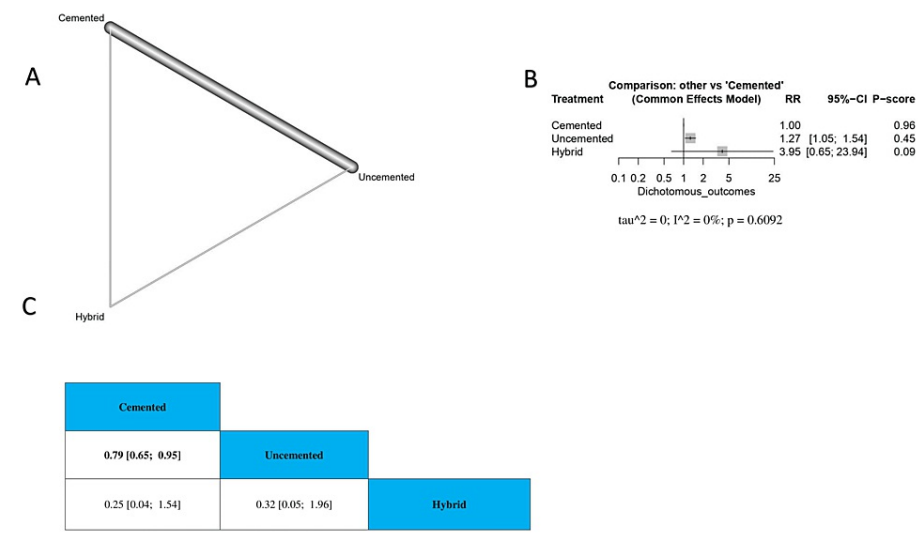 A
Cemented
Uncemented
Hybrid
B
Comparison: other vs 'Cemented'
Treatment (Common Effects Model) RR 95%-CI P-score
Cemented 1.00 0.96
Uncemented 1.27 [1.05; 1.54] 0.45
Hybrid 3.95 [0.65; 23.94] 0.09
0.1 0.2 0.5 1 2 5 25
Dichotomous_outcomes
tau^2 = 0; I^2 = 0%; p = 0.6092
C
Cemented
0.79 [0.65; 0.95] Uncemented
0.25 [0.04; 1.54] 0.32 [0.05; 1.96] Hybrid